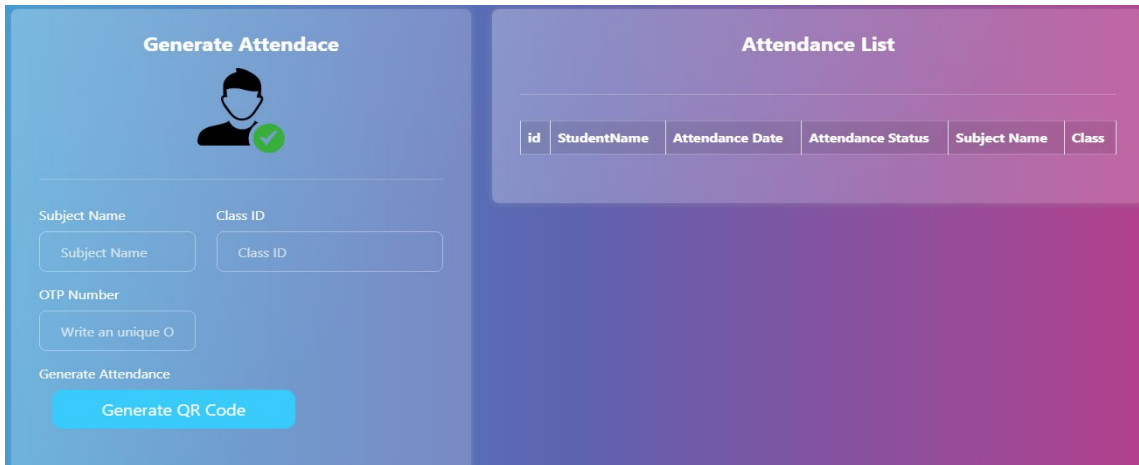 Generate Attendace
Subject Name
Class ID
Subject Name
Class ID
OTP Number
Write an unique O
Generate Attendance
Generate QR Code
Attendance List
id StudentName Attendance Date Attendance Status Subject Name Class